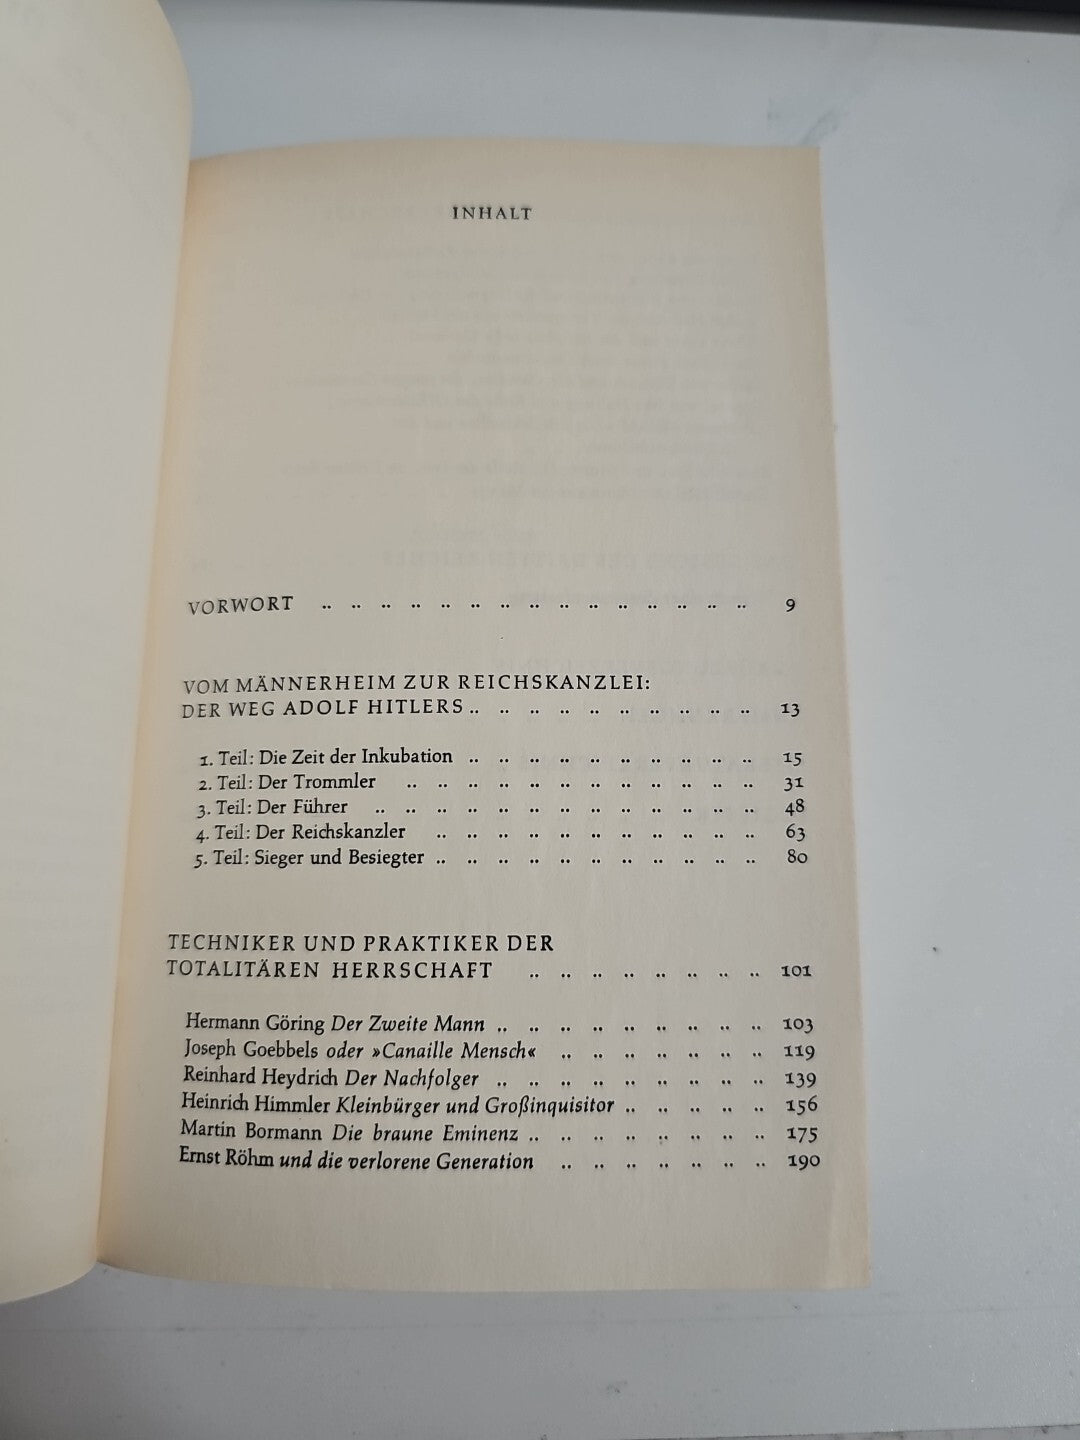 INHALT
VORWORT .. .. .. .. .. .. .. .. .. .. .. .. .. .. .. 9
VOM MÄNNERHEIM ZUR REICHSKANZLEI:
DER WEG ADOLF HITLERS .. .. .. .. .. .. .. .. .. .. 13
1. Teil: Die Zeit der Inkubation .. .. .. .. .. .. .. .. .. .. 15
2. Teil: Der Trommler .. .. .. .. .. .. .. .. .. .. .. .. 31
3. Teil: Der Führer .. .. .. .. .. .. .. .. .. .. .. .. .. 48
4. Teil: Der Reichskanzler .. .. .. .. .. .. .. .. .. .. .. 63
5. Teil: Sieger und Besiegter .. .. .. .. .. .. .. .. .. .. .. 80
TECHNIKER UND PRAKTIKER DER
TOTALITÄREN HERRSCHAFT .. .. .. .. .. .. .. .. 101
Hermann Göring Der Zweite Mann .. .. .. .. .. .. .. .. .. 103
Joseph Goebbels oder »Canaille Mensch« .. .. .. .. .. .. .. 119
Reinhard Heydrich Der Nachfolger .. .. .. .. .. .. .. .. .. 139
Heinrich Himmler Kleinbürger und Großinquisitor .. .. .. .. .. 156
Martin Bormann Die braune Eminenz .. .. .. .. .. .. .. .. 175
Ernst Röhm und die verlorene Generation .. .. .. .. .. .. .. 190